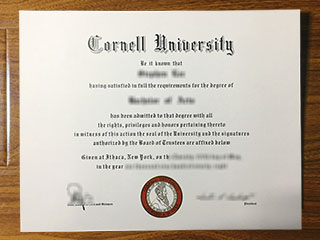 Cornell University
Be it known that
having satisfied in full the requirements for the degree of
has been admitted to that degree with all
the rights, privileges and honors pertaining thereto
in witness of this action the seal of the University and the signatures
authorized by the Board of Trustees are affixed below
Given at Ithaca, New York, on
in the year
President